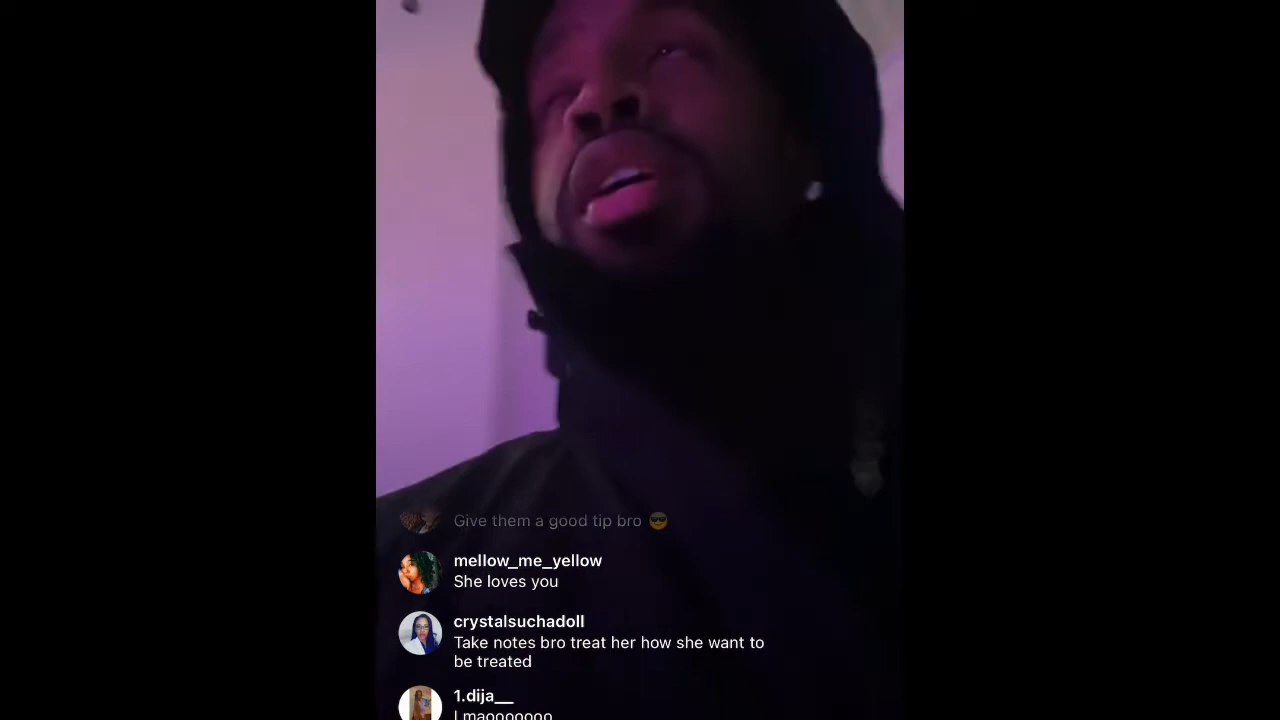 Give them a good tip bro 😎
mellow_me_yellow
She loves you
crystalsuchadoll
Take notes bro treat her how she want to
be treated
1.dija__
Lmaooooooo